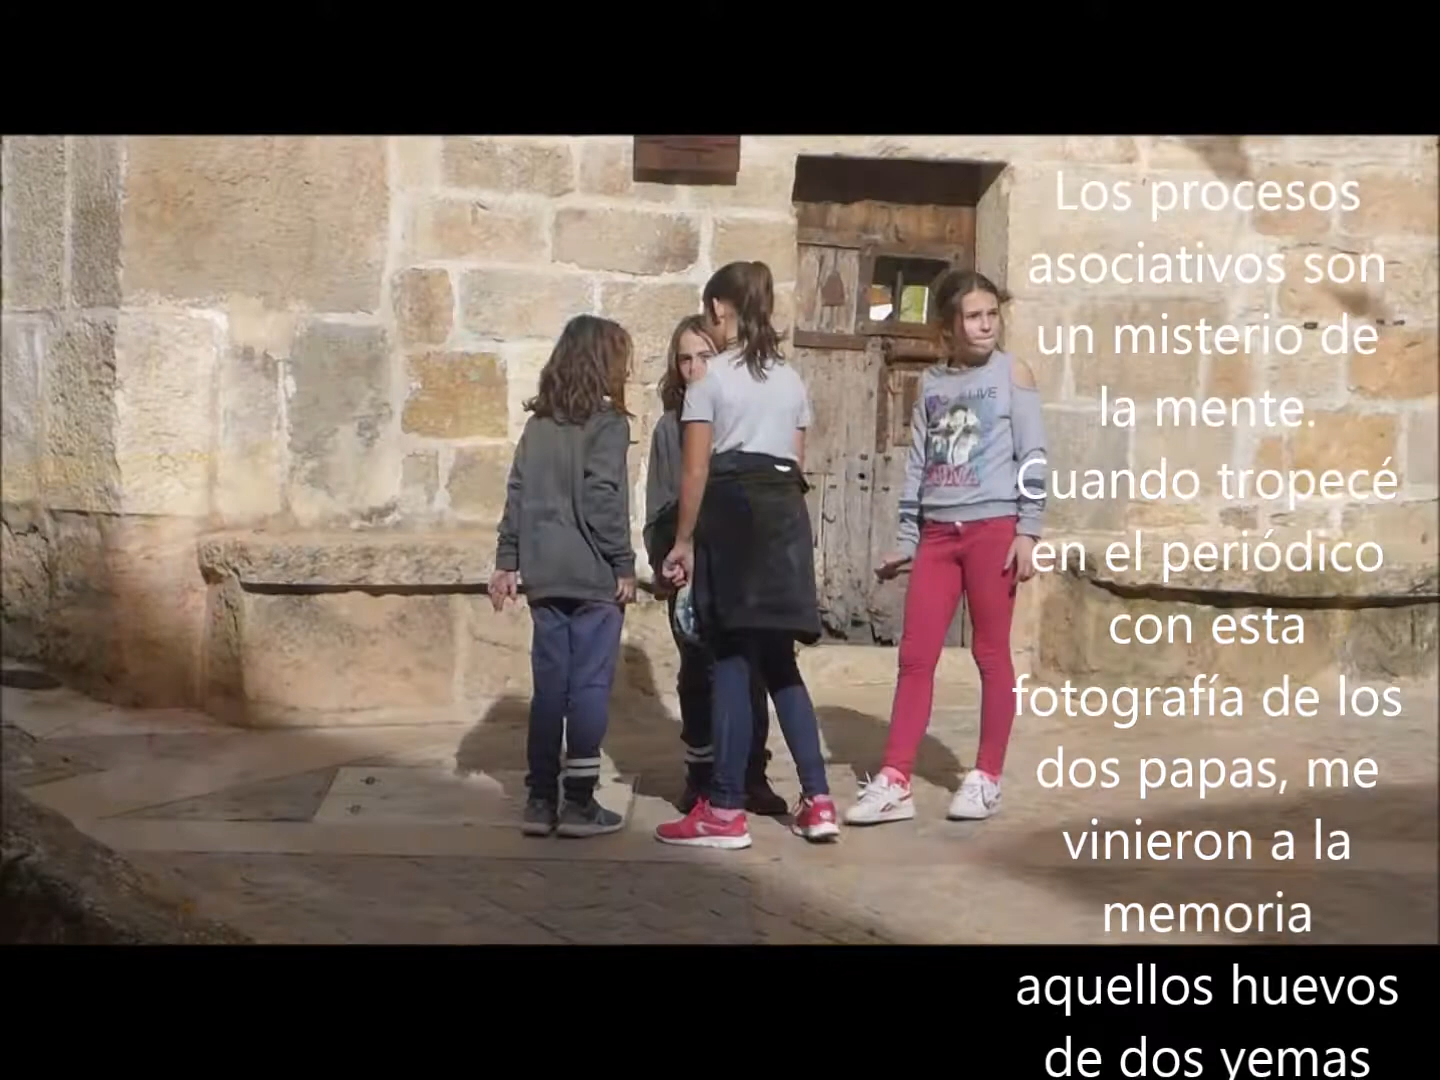 Los procesos
asociativos son
un misterio de
la mente.
Cuando tropecé
en el periódico
con esta
fotografía de los
dos papas, me
vinieron a la
memoria
aquellos huevos
de dos yemas